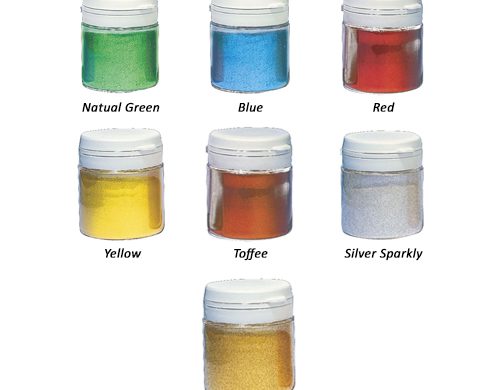 Natual Green
Blue
Red
Yellow
Toffee
Silver Sparkly